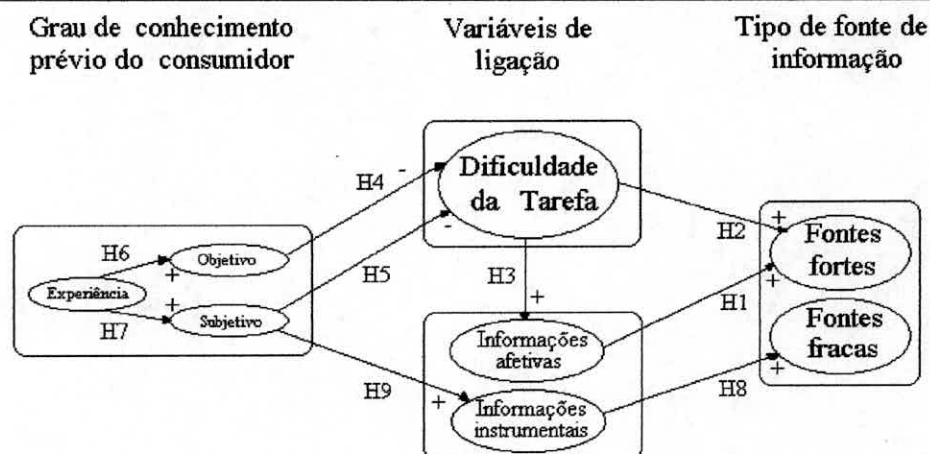 Grau de conhecimento
prévio do consumidor
Variáveis de
ligação
Tipo de fonte de
informação
Dificuldade
da Tarefa
H4
-
-
H5
H6
+
Objetivo
Experiência
+
H7
Subjetivo
H3
+
H2
+
Fontes
fortes
+
H1
Informações
afetivas
Fontes
fracas
+
H8
H9
+
Informações
instrumentais